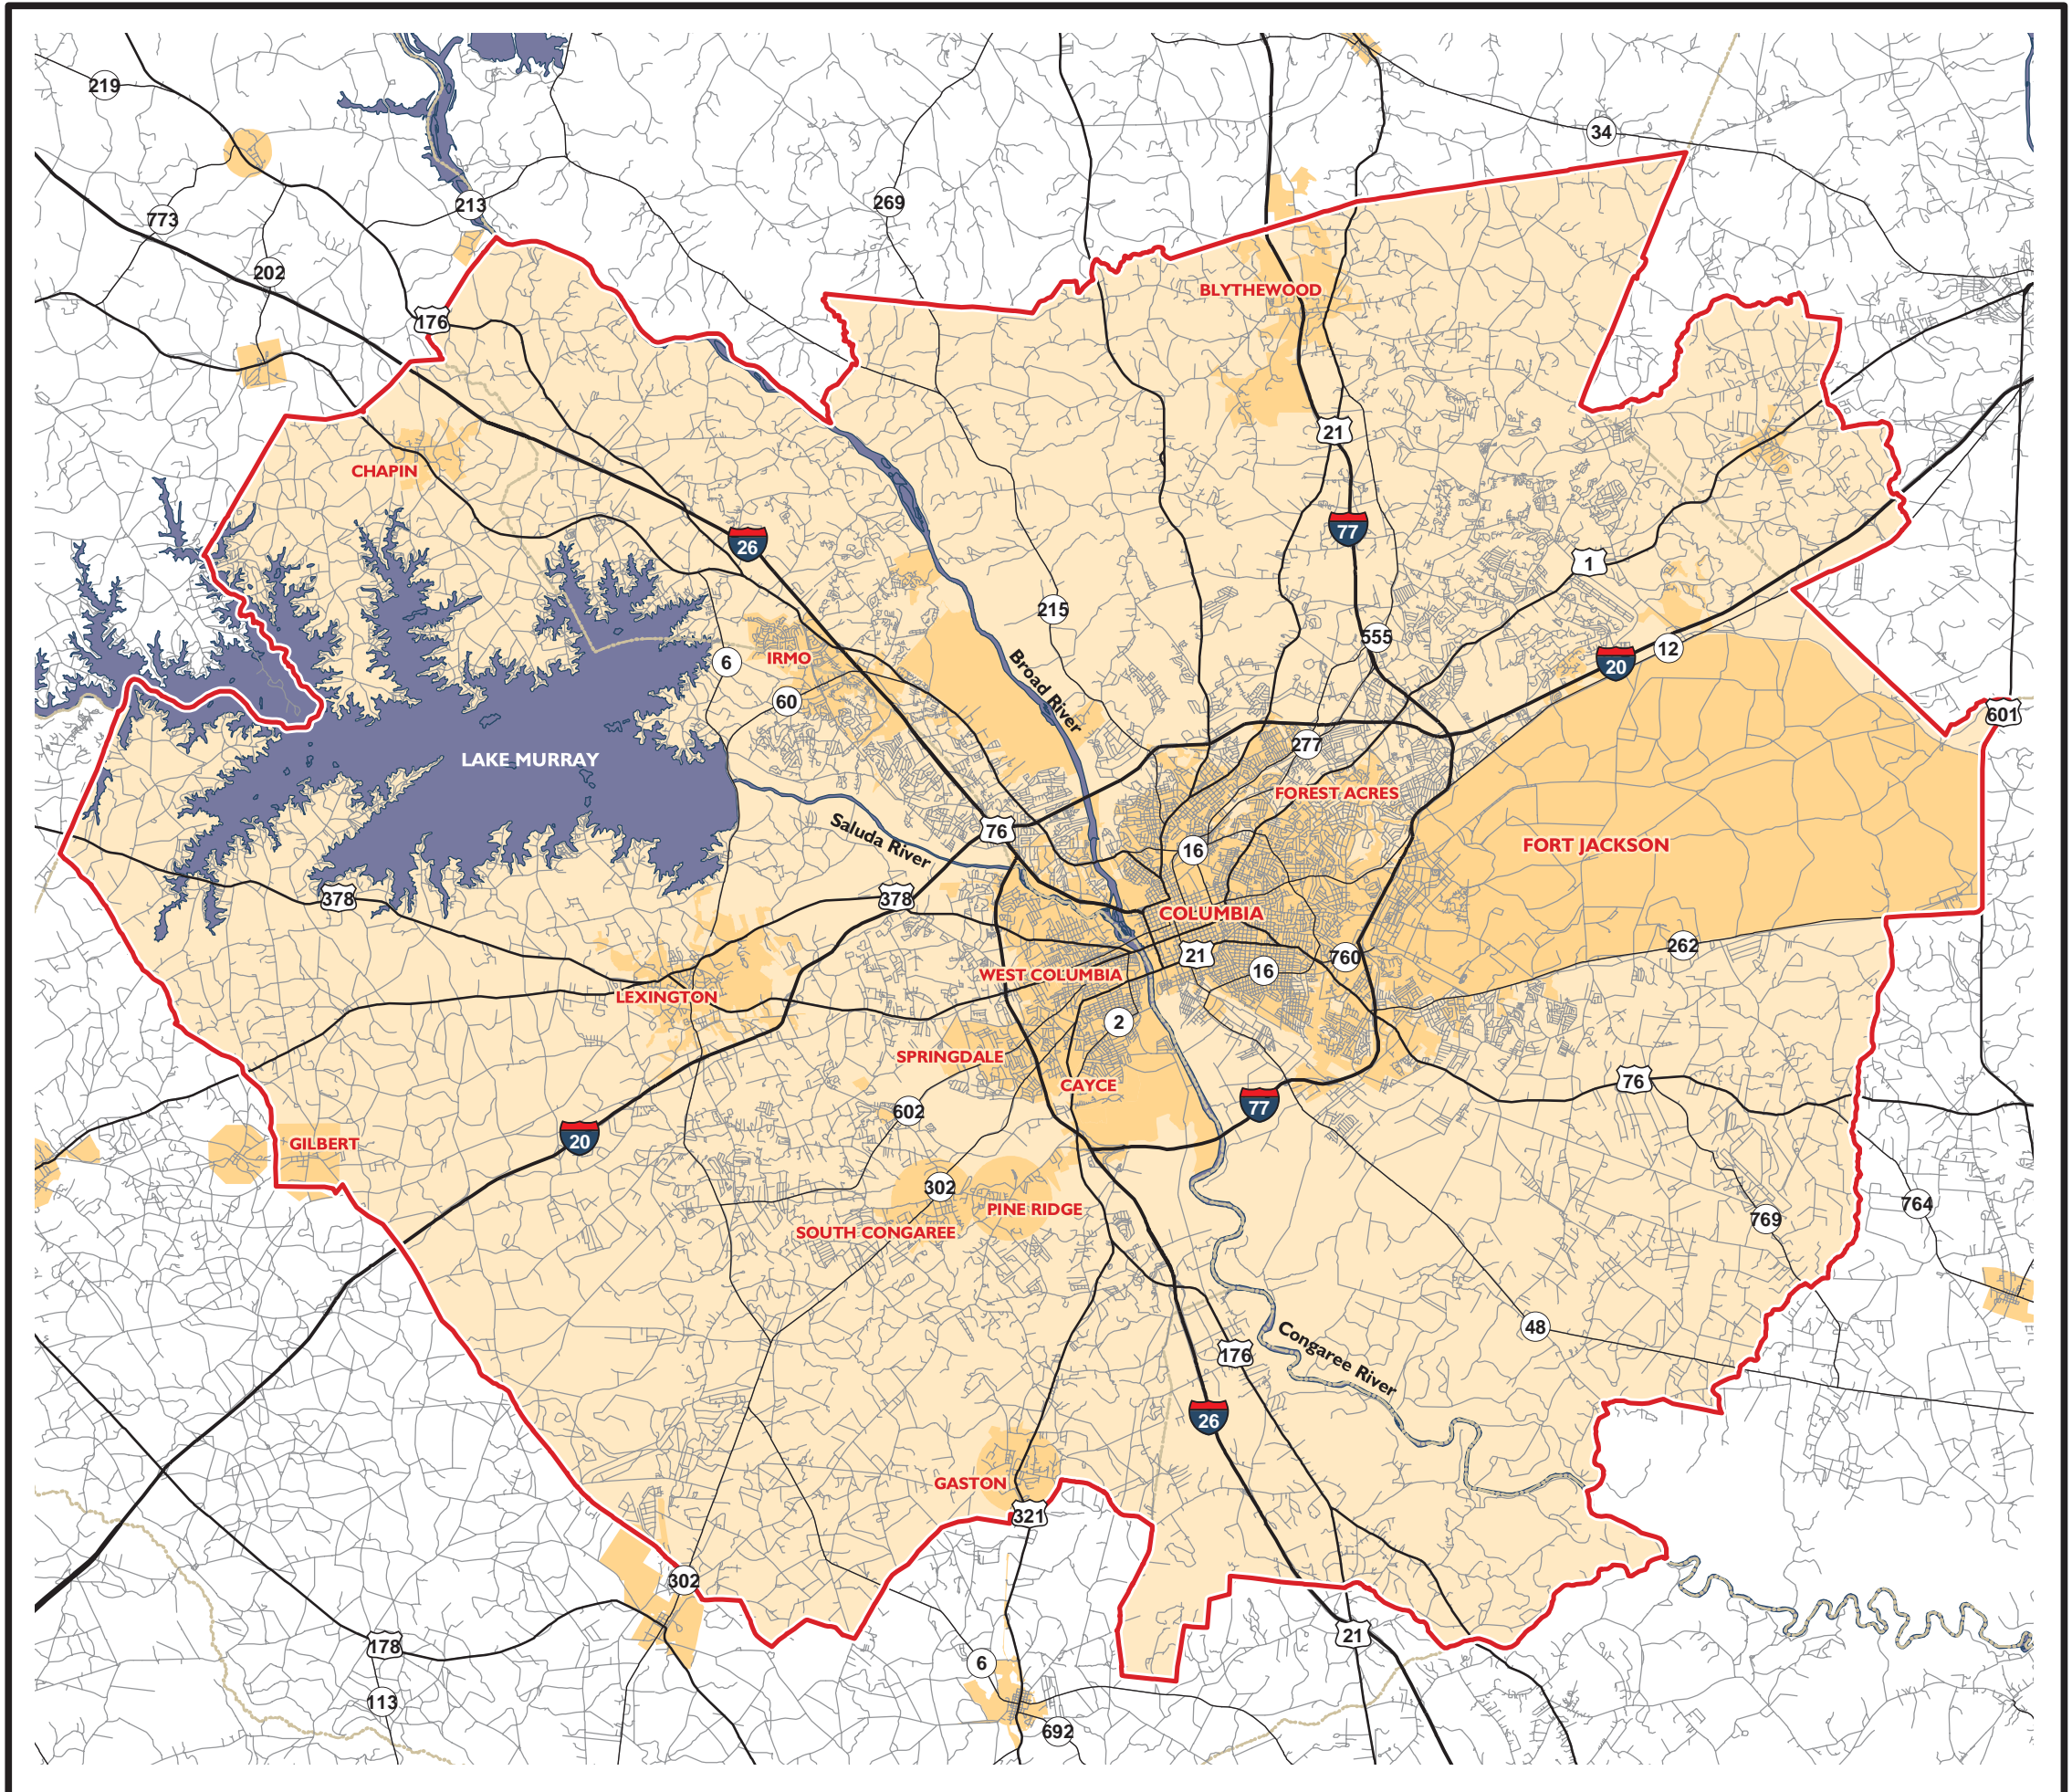 219
34
773
213
269
202
BLYTHEWOOD
176
21
CHAPIN
77
26
1
215
555
12
6
IRMO
20
60
Broad River
601
277
LAKE MURRAY
FOREST ACRES
76
Saluda River
16
FORT JACKSON
378
378
COLUMBIA
262
21
760
16
WEST COLUMBIA
LEXINGTON
2
SPRINGDALE
CAYCE
76
77
602
20
GILBERT
302
764
PINE RIDGE
769
SOUTH CONGAREE
48
176
Congaree River
26
GASTON
321
302
21
178
6
113
692